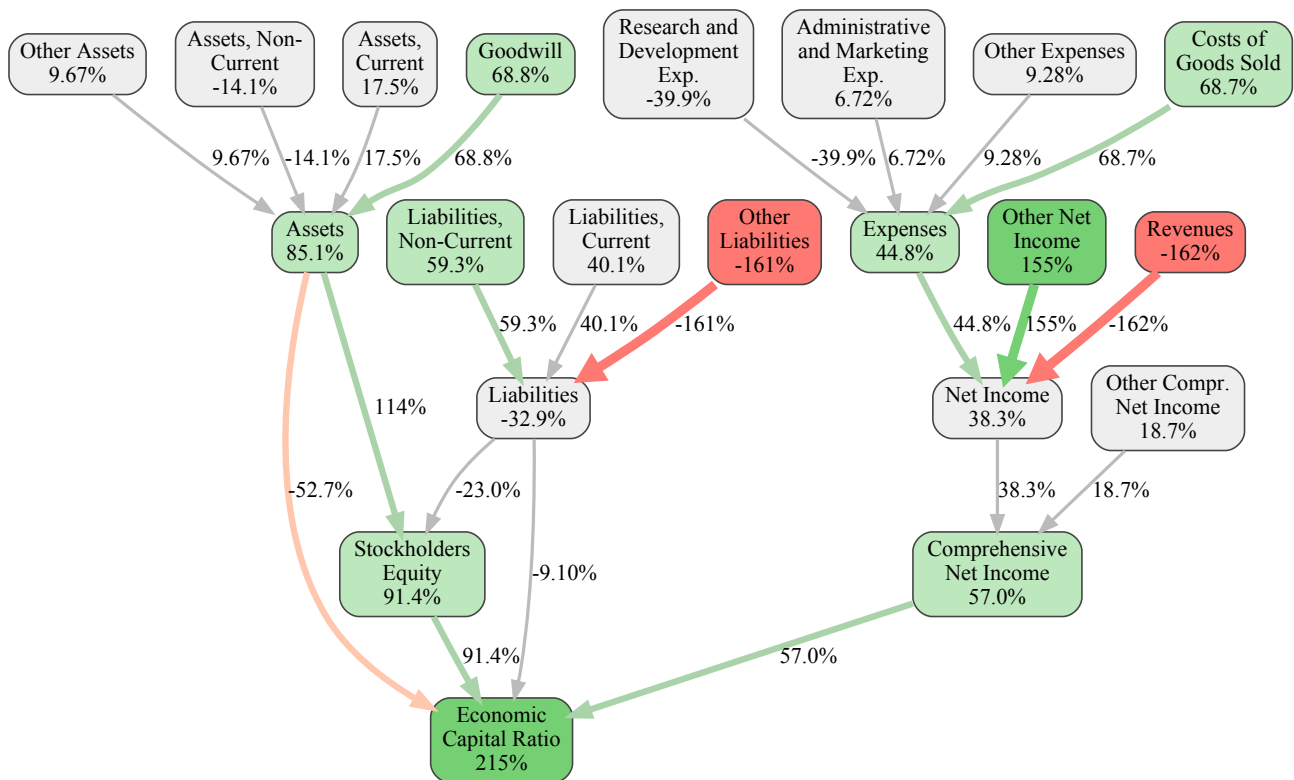 Other Assets
9.67%
Assets, Non-
Current
-14.1%
Assets,
Current
17.5%
Goodwill
68.8%
Research and
Development
Exp.
-39.9%
Administrative
and Marketing
Exp.
6.72%
Other Expenses
9.28%
Costs of
Goods Sold
68.7%
9.67%
-14.1%
17.5%
68.8%
-39.9%
6.72%
9.28%
68.7%
Assets
85.1%
Liabilities,
Non-Current
59.3%
Liabilities,
Current
40.1%
Other
Liabilities
-161%
Expenses
44.8%
Other Net
Income
155%
Revenues
-162%
59.3%
40.1%
-161%
44.8%
155%
-162%
Liabilities
-32.9%
Net Income
38.3%
Other Compr.
Net Income
18.7%
114%
-52.7%
-23.0%
38.3%
18.7%
Stockholders
Equity
91.4%
-9.10%
Comprehensive
Net Income
57.0%
91.4%
57.0%
Economic
Capital Ratio
215%